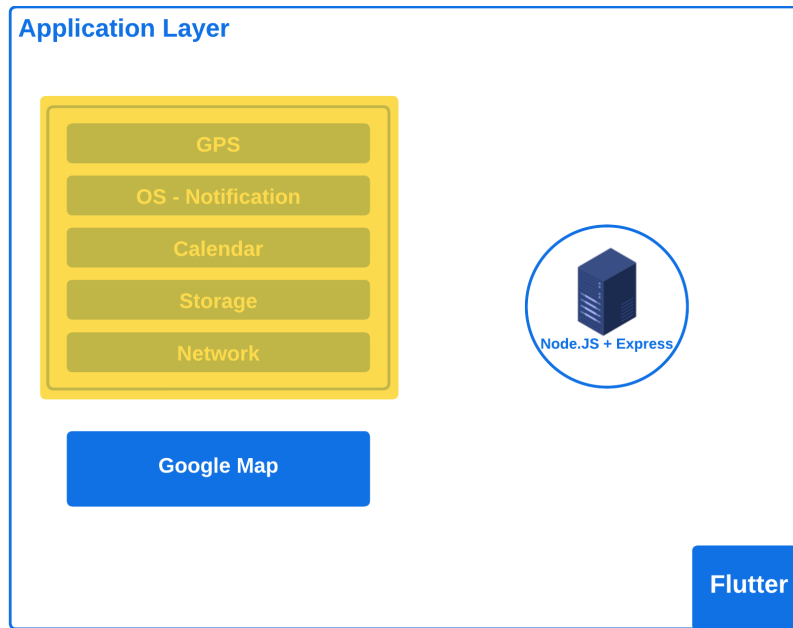 Application Layer
GPS
OS - Notification
Calendar
Storage
Network
Node.JS + Express
Google Map
Flutter